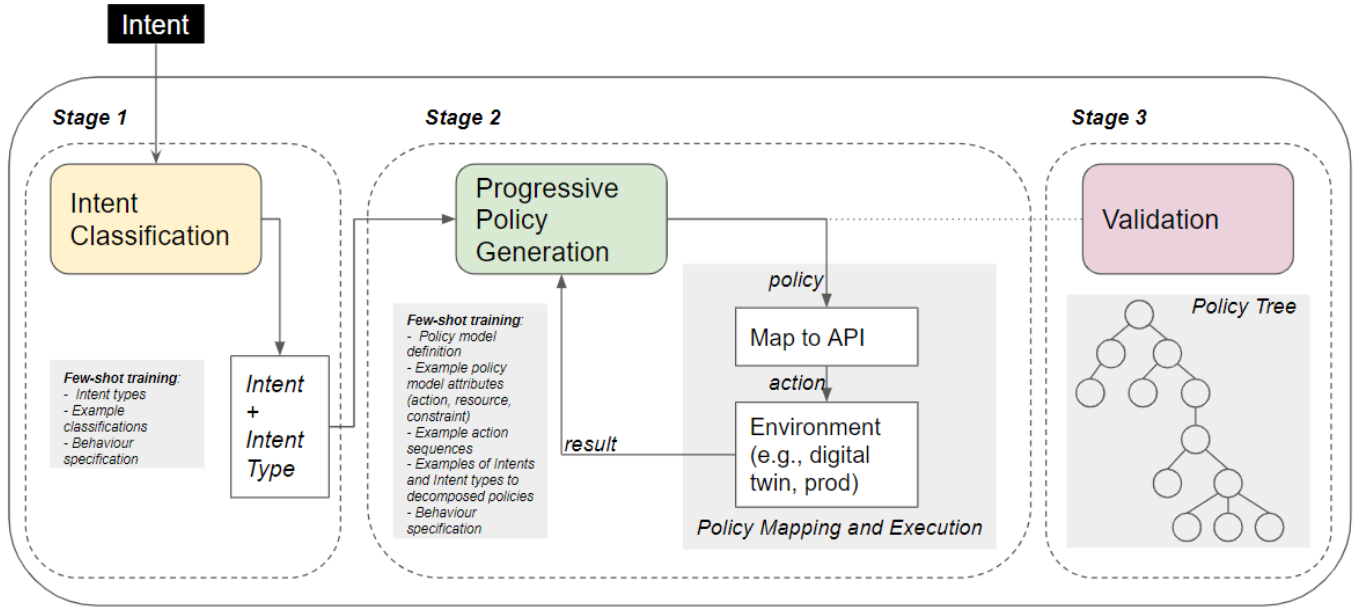 Intent
Stage 1
Intent
Classification
Few-shot training:
- Intent types
- Example
classifications
- Behaviour
specification
Intent
+
Intent
Type
Stage 2
Progressive
Policy
Generation
Few-shot training:
- Policy model
definition
- Example policy
model attributes
(action, resource,
constraint)
- Example action
sequences
- Examples of Intents
and Intent types to
decomposed policies
- Behaviour
specification
policy
Map to API
action
Environment
(e.g., digital
twin, prod)
result
Policy Mapping and Execution
Stage 3
Validation
Policy Tree